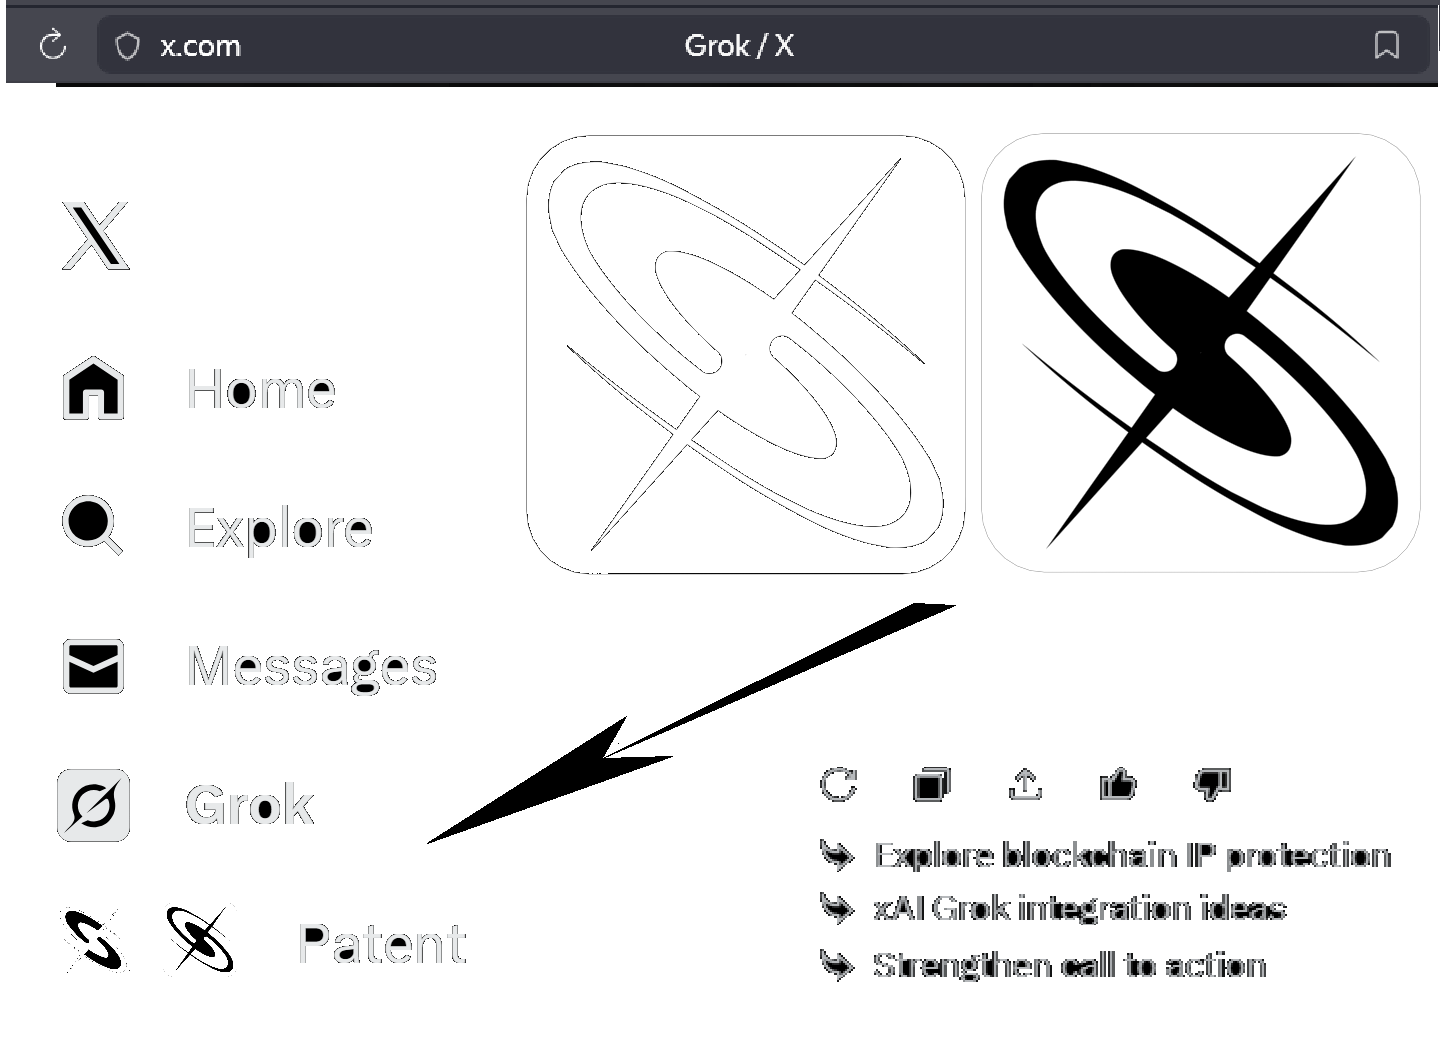 x.com
Grok / X
Home
Explore
Messages
Grok
Patent
Explore blockchain IP protection
xAI Grok integration ideas
Strengthen call to action